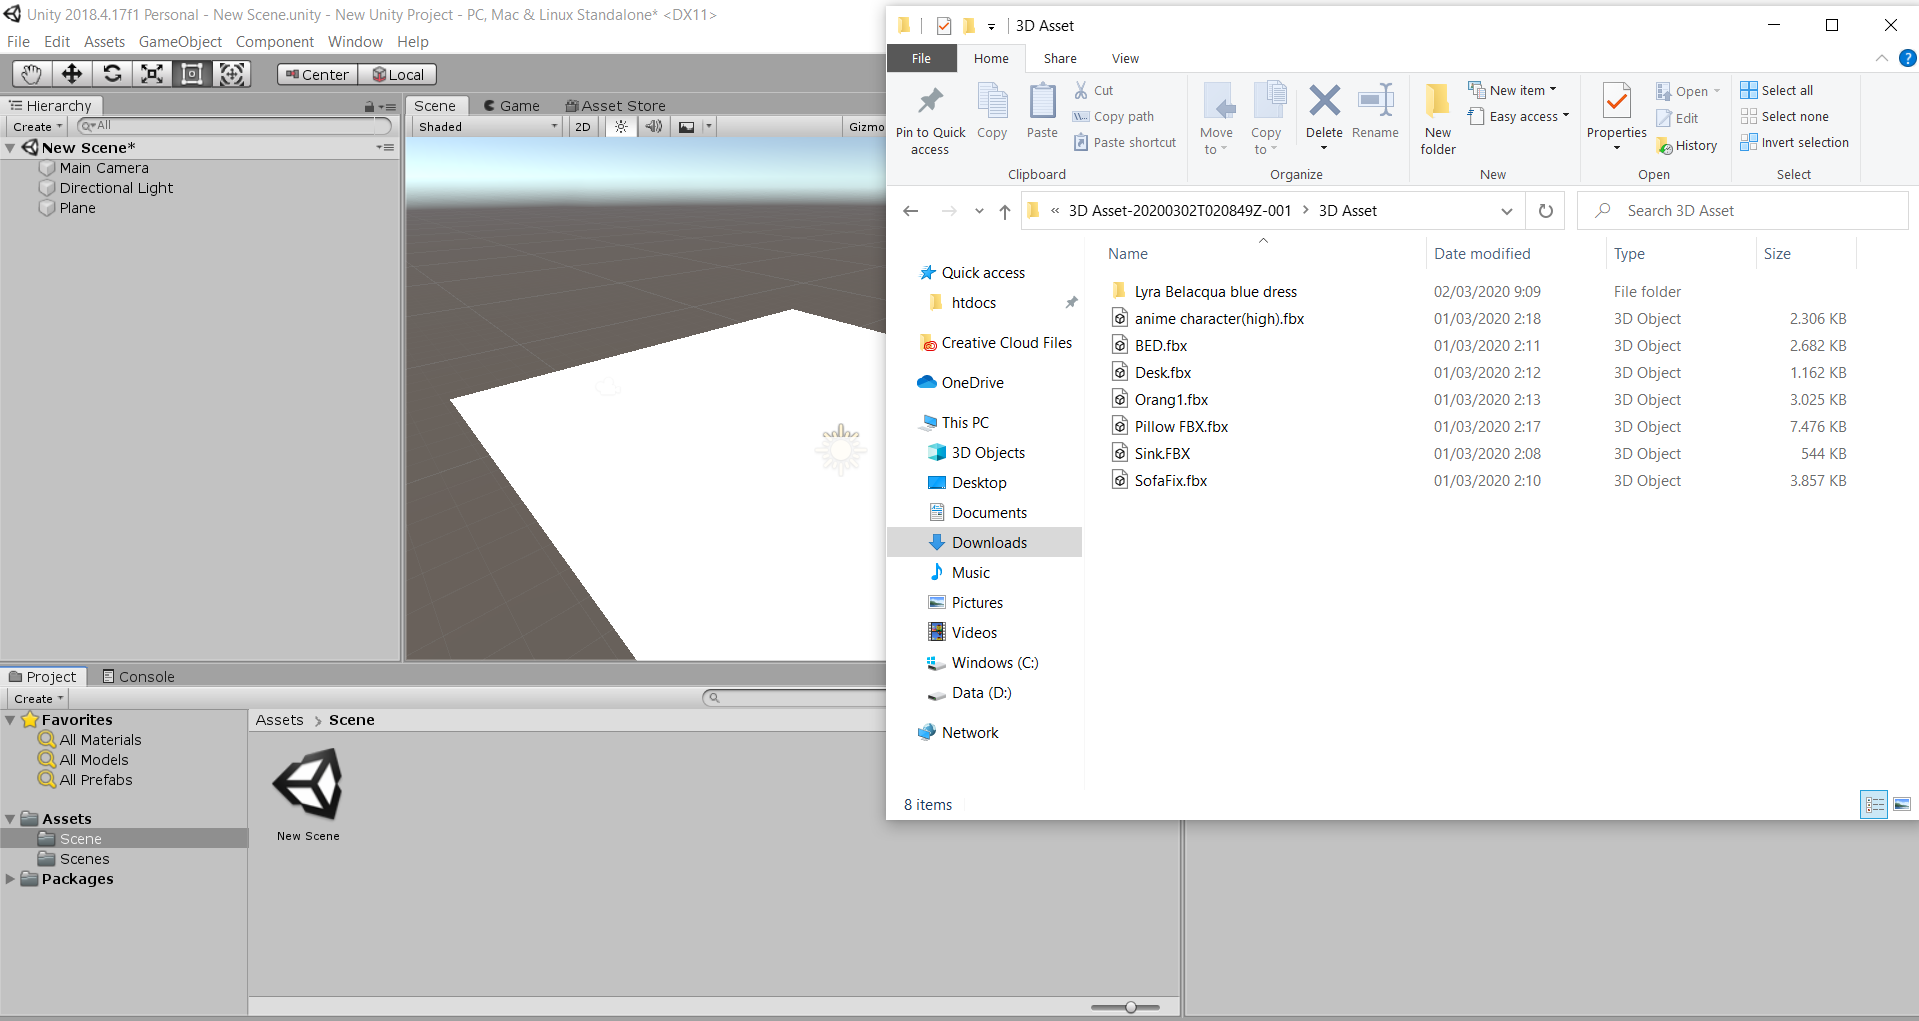 Unity 2018.4.17f1 Personal - New Scene.unity - New Unity Project - PC, Mac & Linux Standalone* <DX11>
File Edit Assets GameObject Component Window Help
Center Local
Hierarchy
Create All
New Scene*
Main Camera
Directional Light
Plane
Scene Game Asset Store
Shaded 2D Gizmo
Project Console
Create
Favorites
All Materials
All Models
All Prefabs
Assets
Scene
Scenes
Packages
Assets > Scene
New Scene
3D Asset
File Home Share View
Pin to Quick access
Copy
Paste
Cut
Copy path
Paste shortcut
Clipboard
Move to
Copy to
Delete
Rename
Organize
New folder
New item
Easy access
New
Properties
Open
Edit
History
Open
Select all
Select none
Invert selection
Select
« 3D Asset-20200302T020849Z-001 > 3D Asset
Search 3D Asset
Quick access
htdocs
Creative Cloud Files
OneDrive
This PC
3D Objects
Desktop
Documents
Downloads
Music
Pictures
Videos
Windows (C:)
Data (D:)
Network
Name Date modified Type Size
Lyra Belacqua blue dress 02/03/2020 9:09 File folder
anime character(high).fbx 01/03/2020 2:18 3D Object 2.306 KB
BED.fbx 01/03/2020 2:11 3D Object 2.682 KB
Desk.fbx 01/03/2020 2:12 3D Object 1.162 KB
Orang1.fbx 01/03/2020 2:13 3D Object 3.025 KB
Pillow FBX.fbx 01/03/2020 2:17 3D Object 7.476 KB
Sink.FBX 01/03/2020 2:08 3D Object 544 KB
SofaFix.fbx 01/03/2020 2:10 3D Object 3.857 KB
8 items